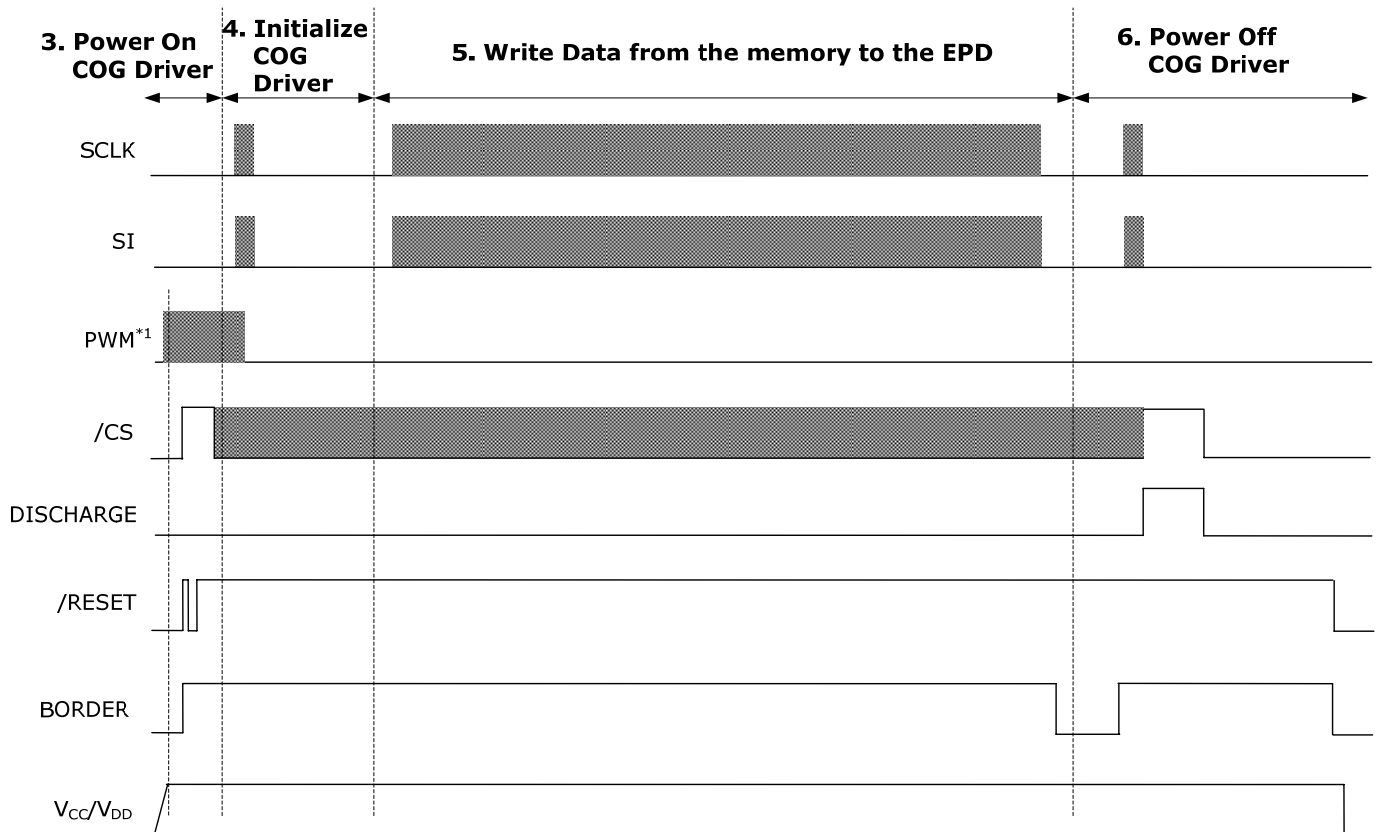 3. Power On
COG Driver
4. Initialize
COG
Driver
5. Write Data from the memory to the EPD
6. Power Off
COG Driver
SCLK
SI
PWM*1
/CS
DISCHARGE
/RESET
BORDER
VCC/VDD